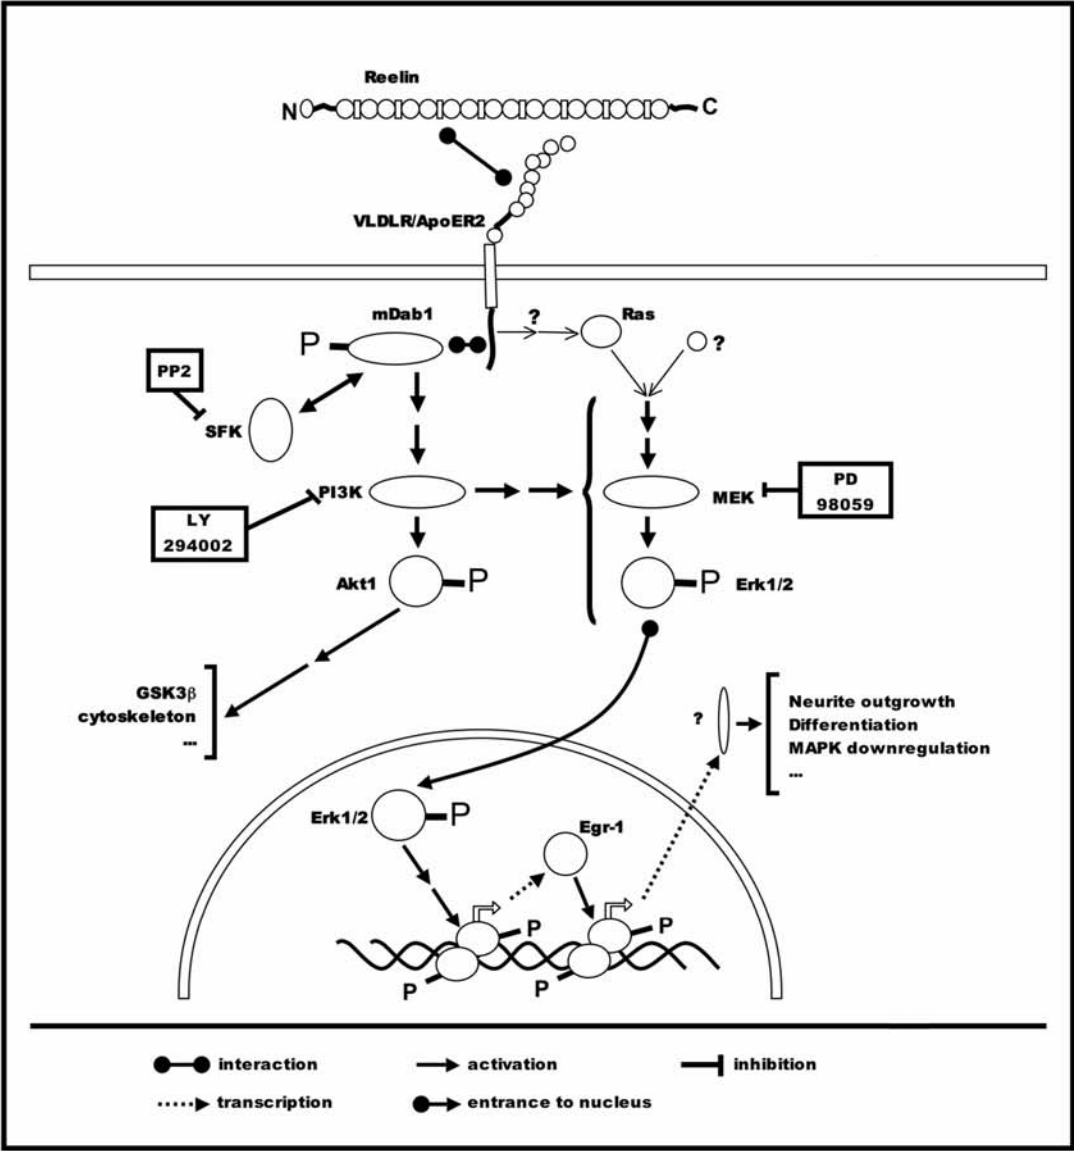 Reelin
N C
VLDLR/ApoER2
mDab1
P
?
Ras
?
PP2
SFK
PI3K
MEK
PD
98059
LY
294002
Akt1
P
P
Erk1/2
GSK3β
cytoskeleton
...
?
Neurite outgrowth
Differentiation
MAPK downregulation
...
Erk1/2
P
Egr-1
P
P
P
P
interaction
activation
inhibition
transcription
entrance to nucleus